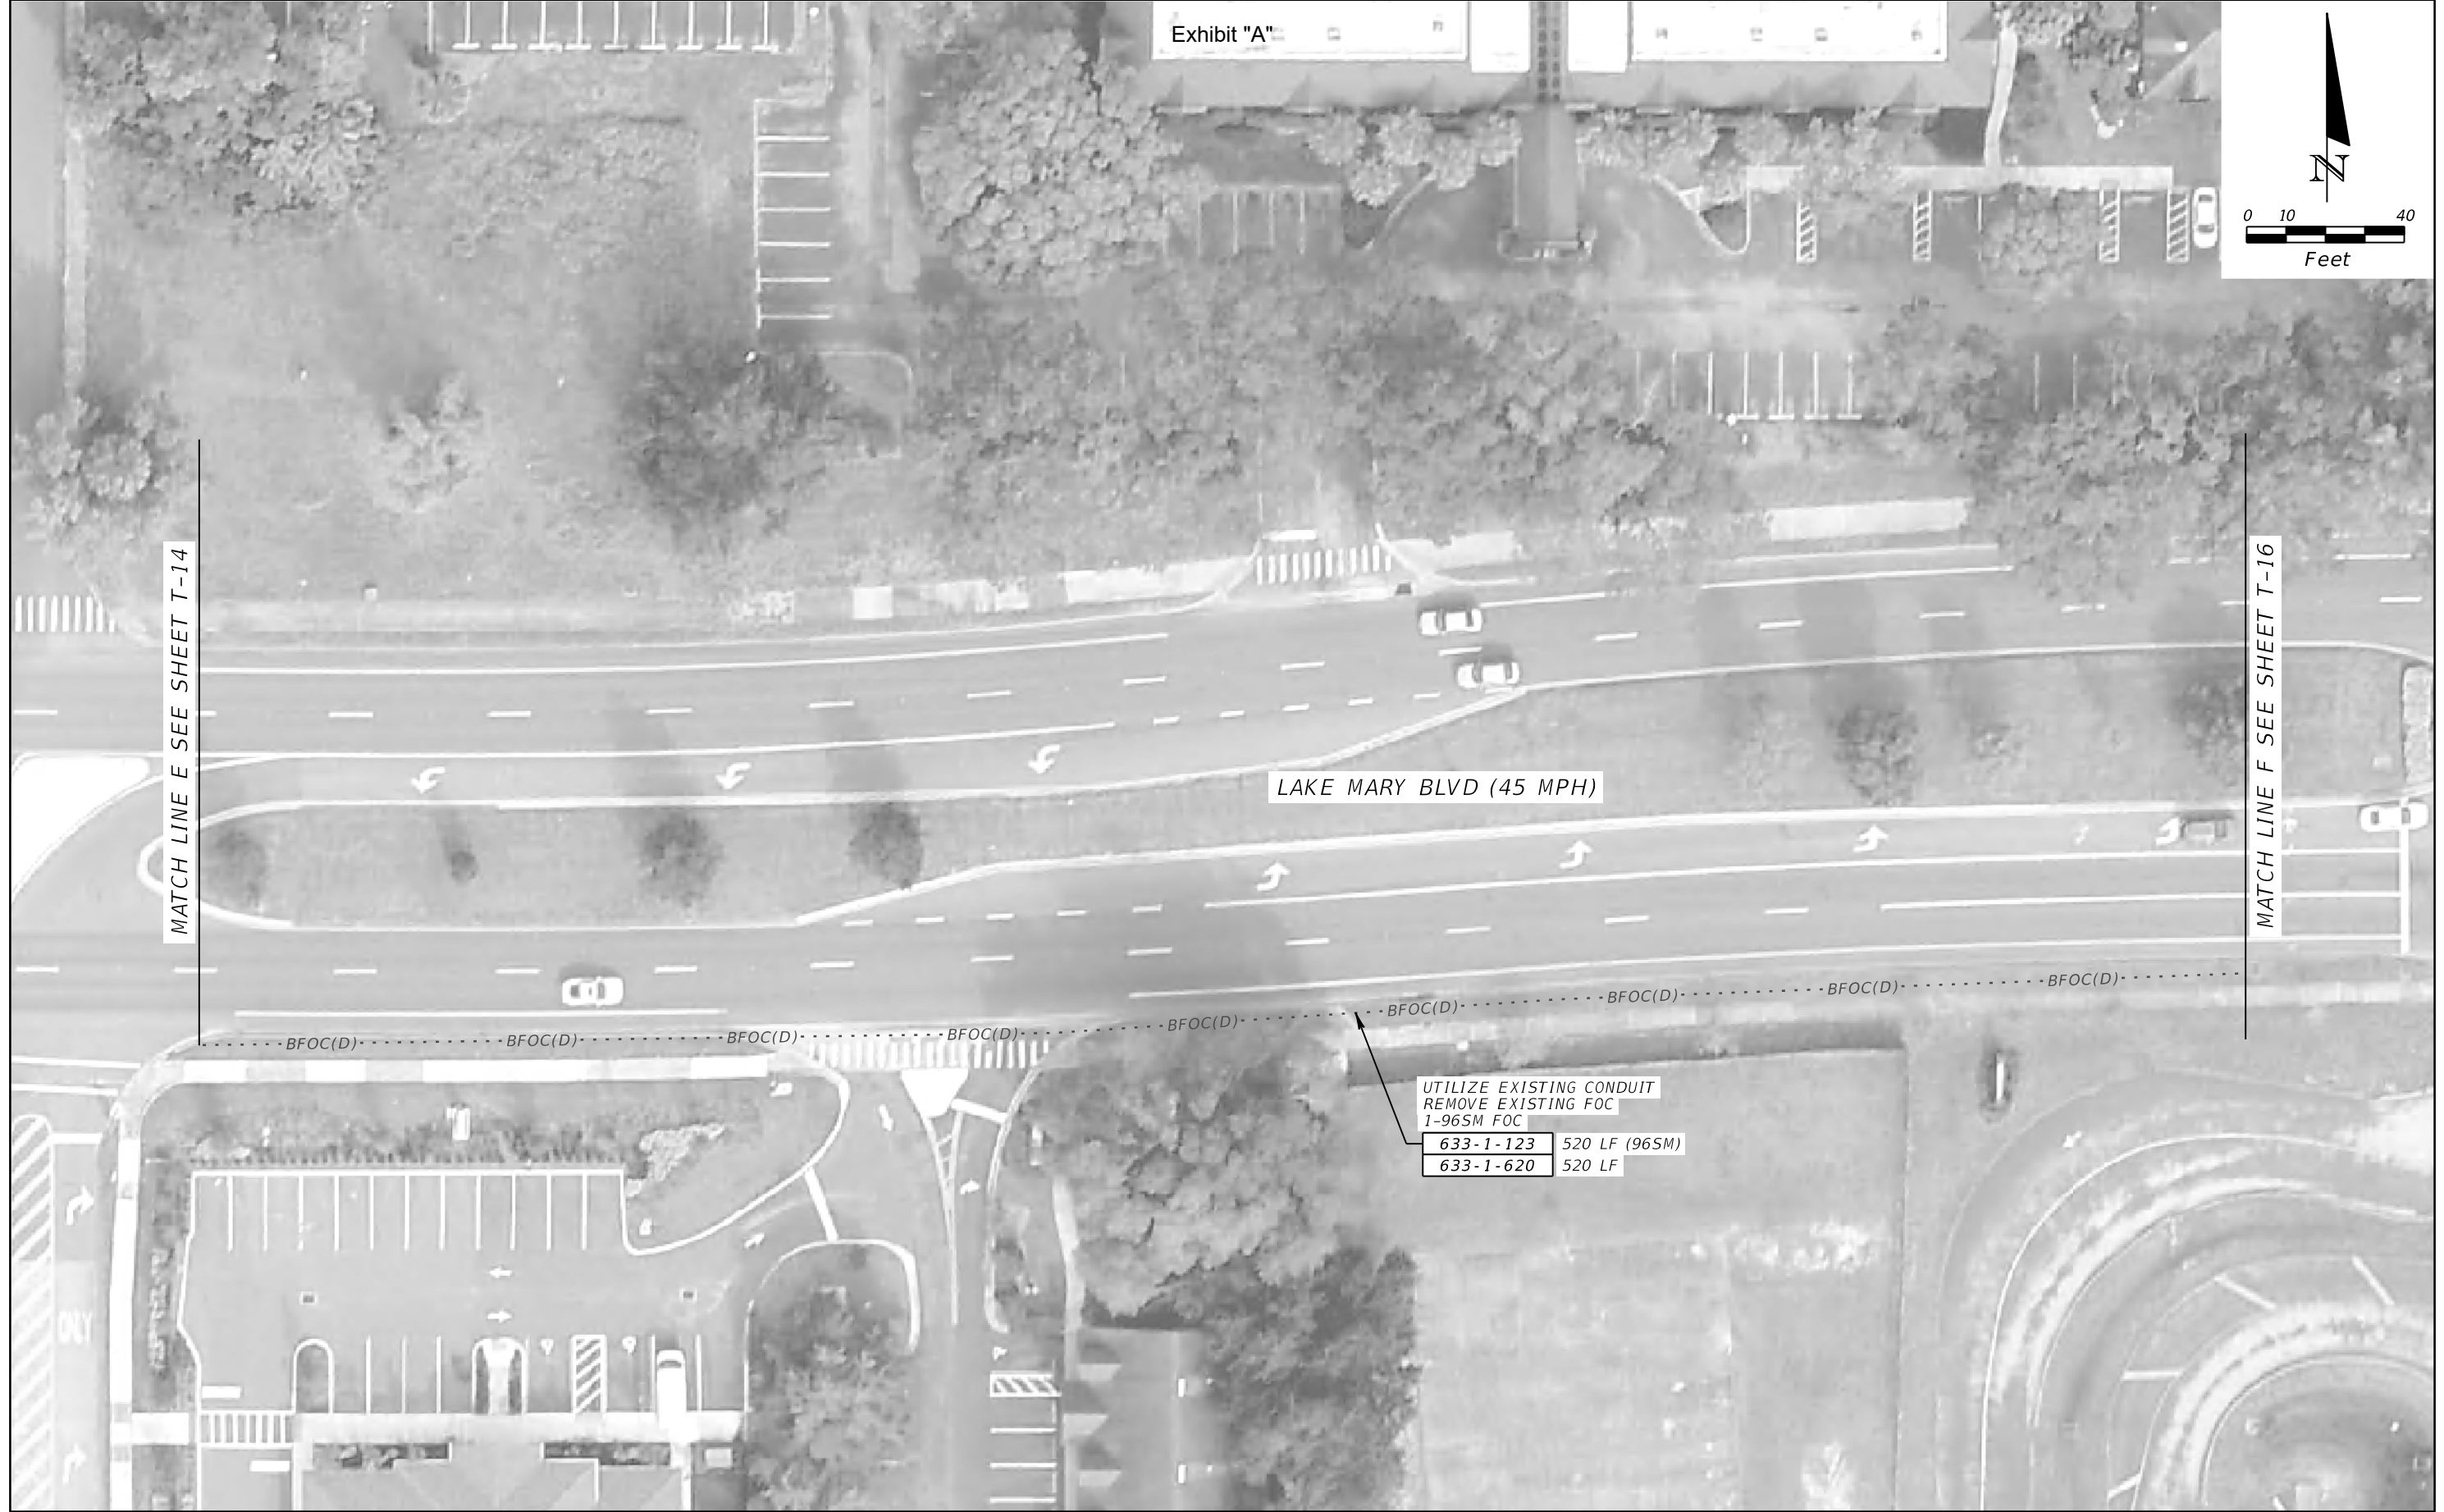 Exhibit "A"
N
0 10 40
Feet
MATCH LINE E SEE SHEET T-14
MATCH LINE F SEE SHEET T-16
LAKE MARY BLVD (45 MPH)
BFOC(D) BFOC(D) BFOC(D) BFOC(D) BFOC(D) BFOC(D) BFOC(D) BFOC(D) BFOC(D)
UTILIZE EXISTING CONDUIT
REMOVE EXISTING FOC
1-96SM FOC
633-1-123 520 LF (96SM)
633-1-620 520 LF
ONLY